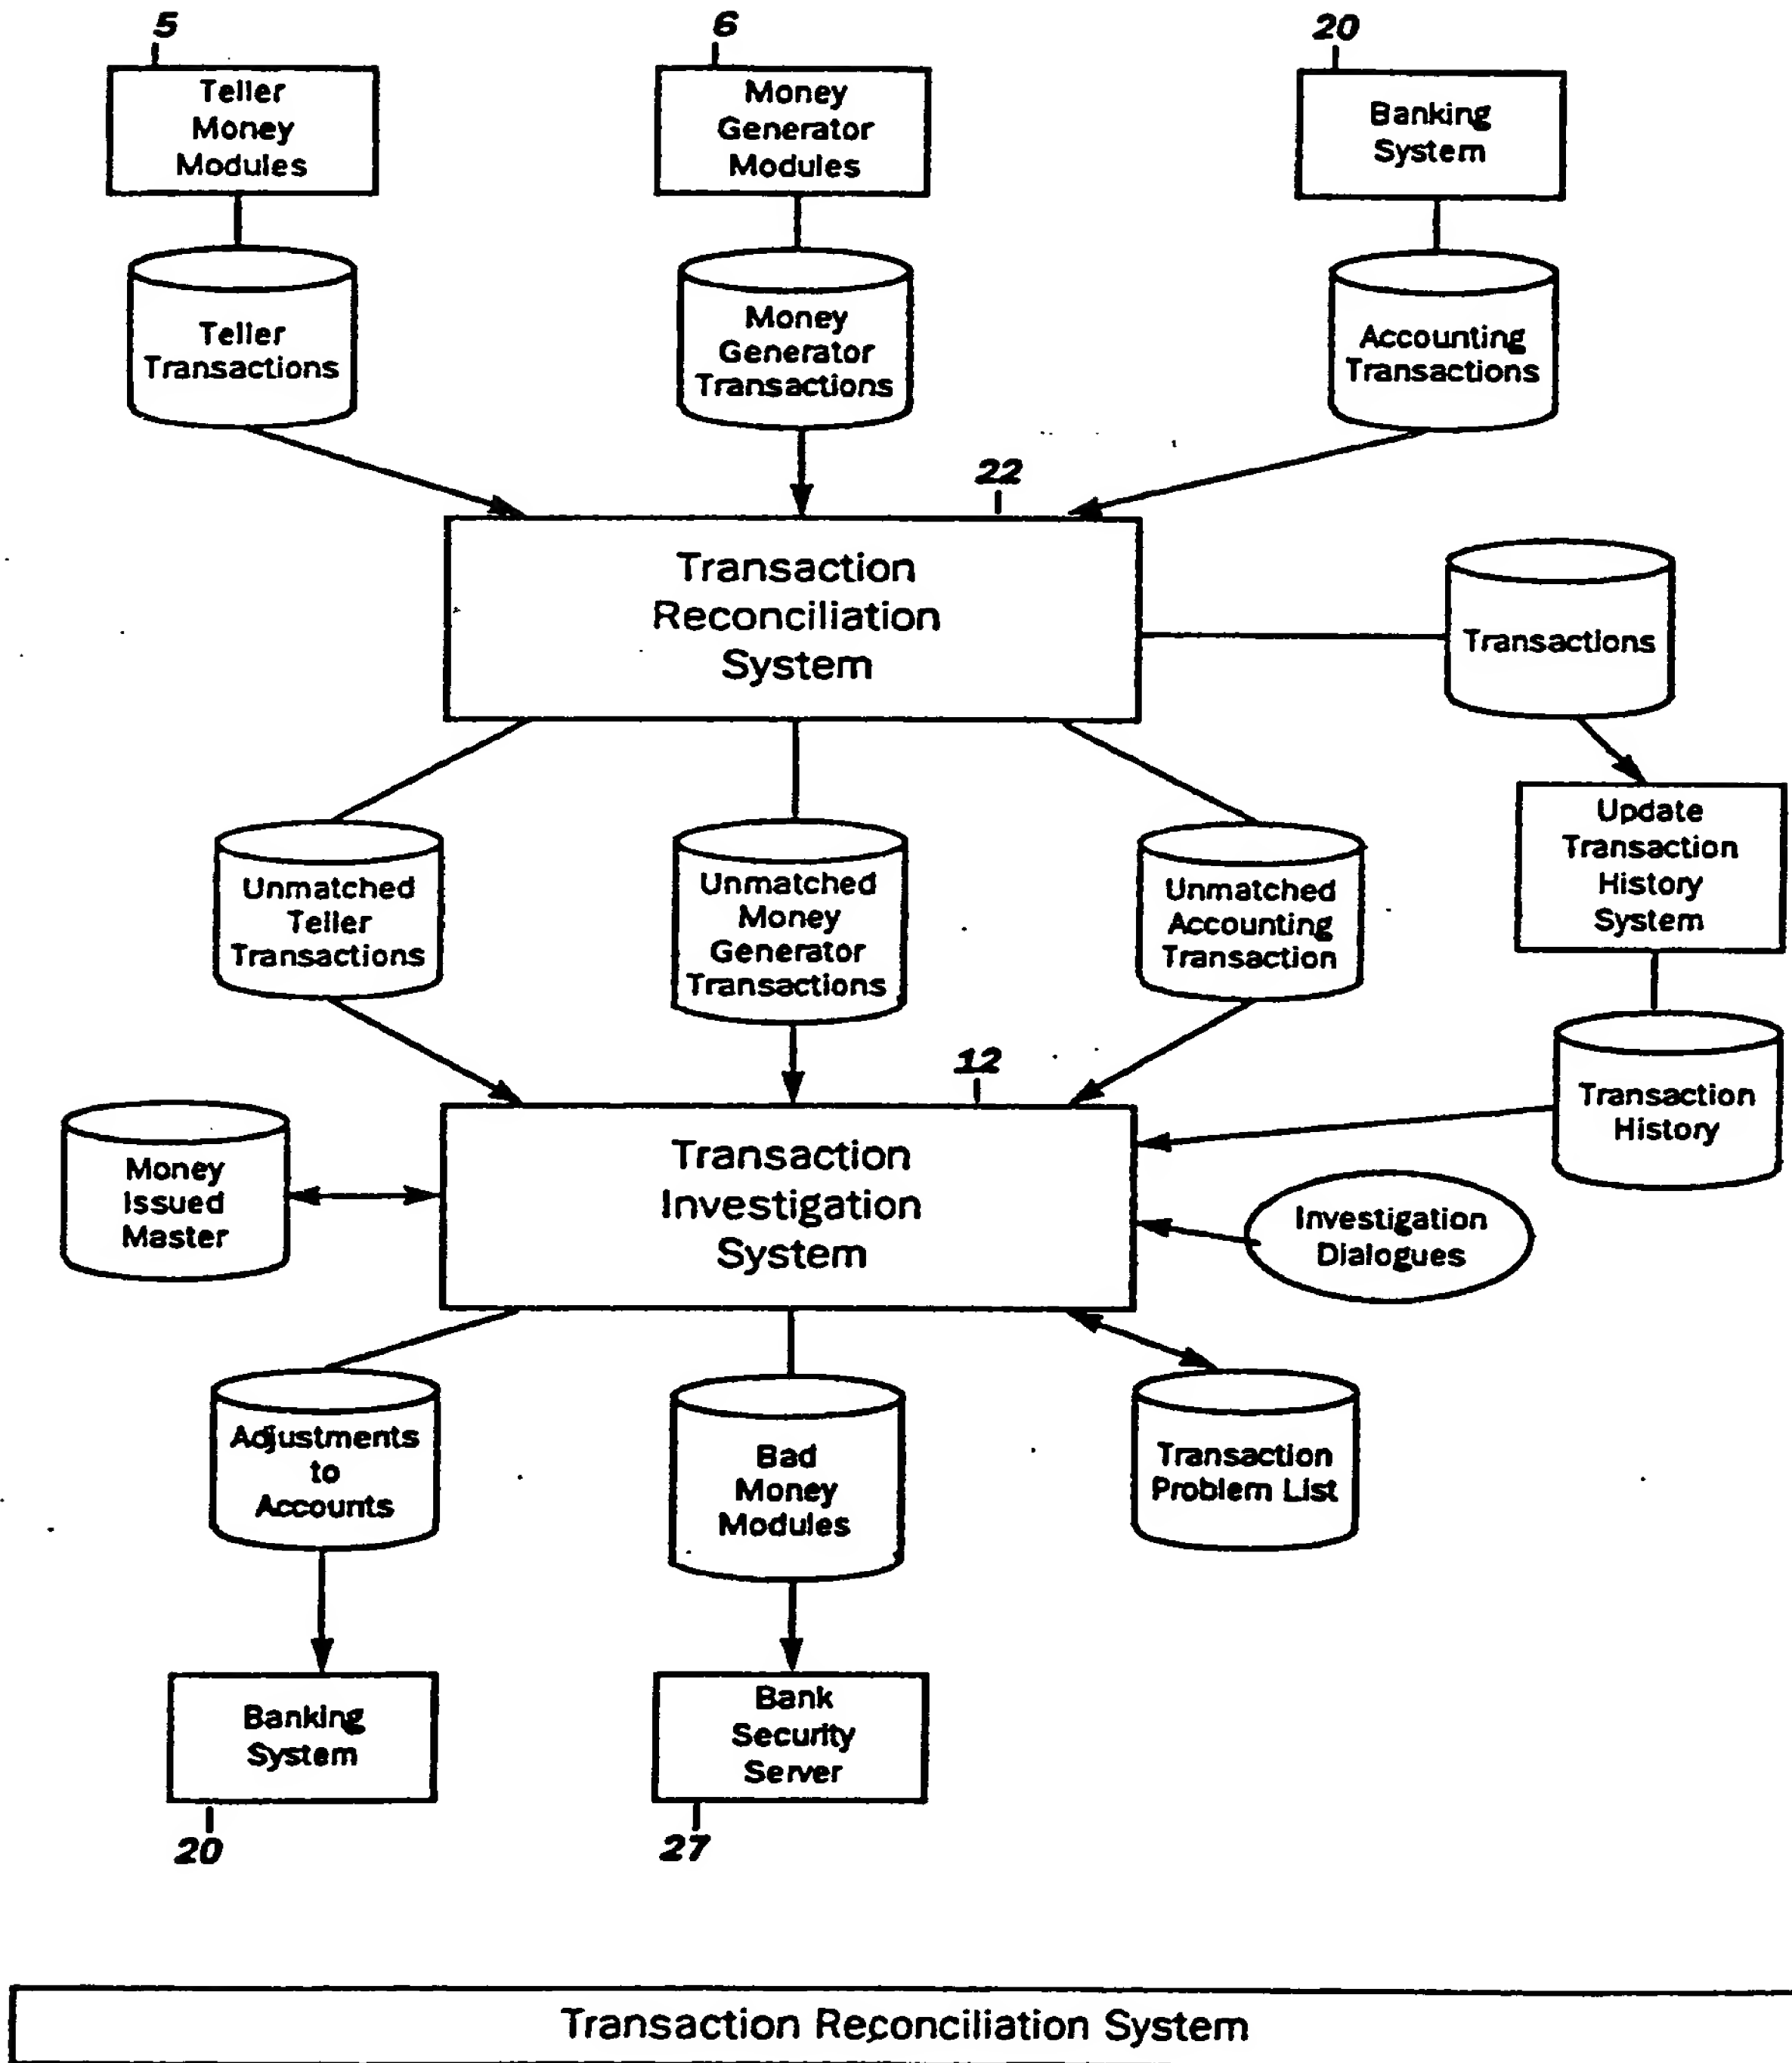 5
6
20
Teller
Money
Modules
Money
Generator
Modules
Banking
System
Teller
Transactions
Money
Generator
Transactions
Accounting
Transactions
22
Transaction
Reconciliation
System
Transactions
Update
Transaction
History
System
Unmatched
Teller
Transactions
Unmatched
Money
Generator
Transactions
Unmatched
Accounting
Transaction
12
Transaction
History
Money
Issued
Master
Transaction
Investigation
System
Investigation
Dialogues
Adjustments
to
Accounts
Bad
Money
Modules
Transaction
Problem List
Banking
System
Bank
Security
Server
20
27
Transaction Reconciliation System